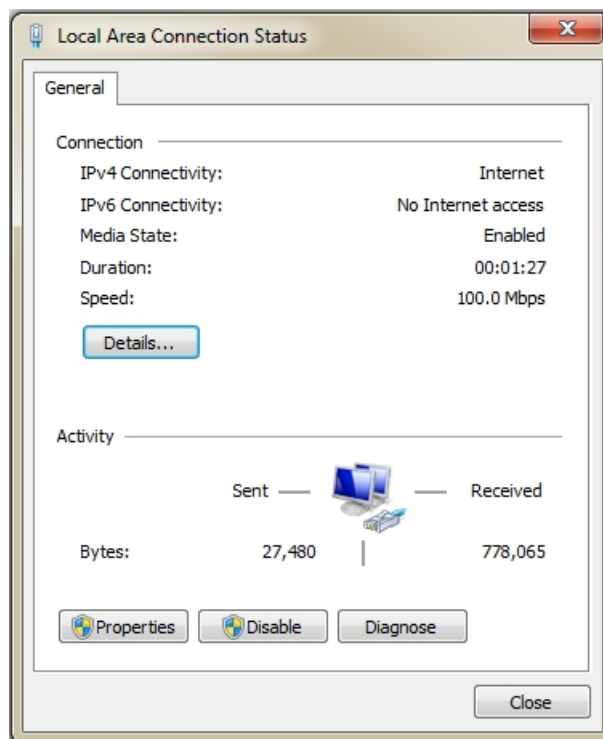 Local Area Connection Status
General
Connection
IPv4 Connectivity: Internet
IPv6 Connectivity: No Internet access
Media State: Enabled
Duration: 00:01:27
Speed: 100.0 Mbps
Details...
Activity
Sent Received
Bytes: 27,480 778,065
Properties Disable Diagnose
Close